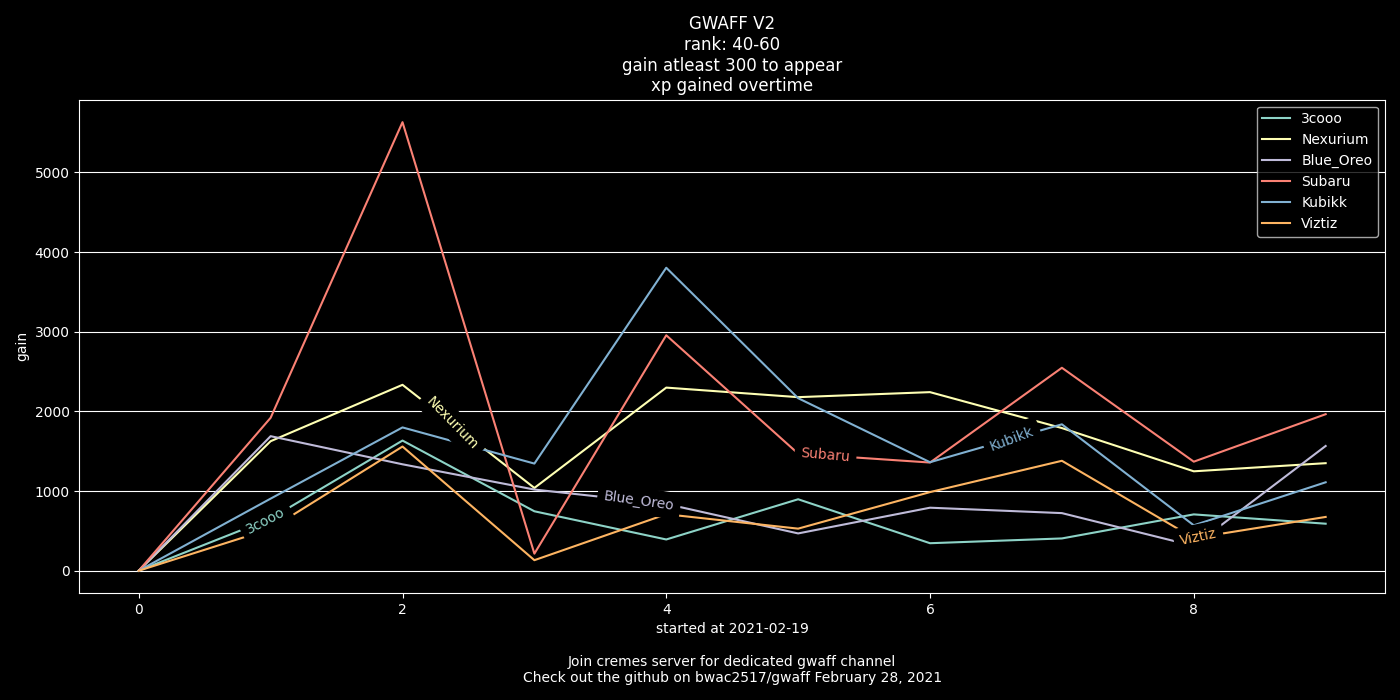 GWAFF V2
rank: 40-60
gain atleast 300 to appear
xp gained overtime
3cooo
Nexurium
Blue_Oreo
Subaru
Kubikk
Viztiz
5000
4000
3000
2000
1000
0
gain
Nexurium
Subaru
Kubikk
Blue_Oreo
3cooo
Viztiz
0
2
4
6
8
started at 2021-02-19
Join cremes server for dedicated gwaff channel
Check out the github on bwac2517/gwaff February 28, 2021